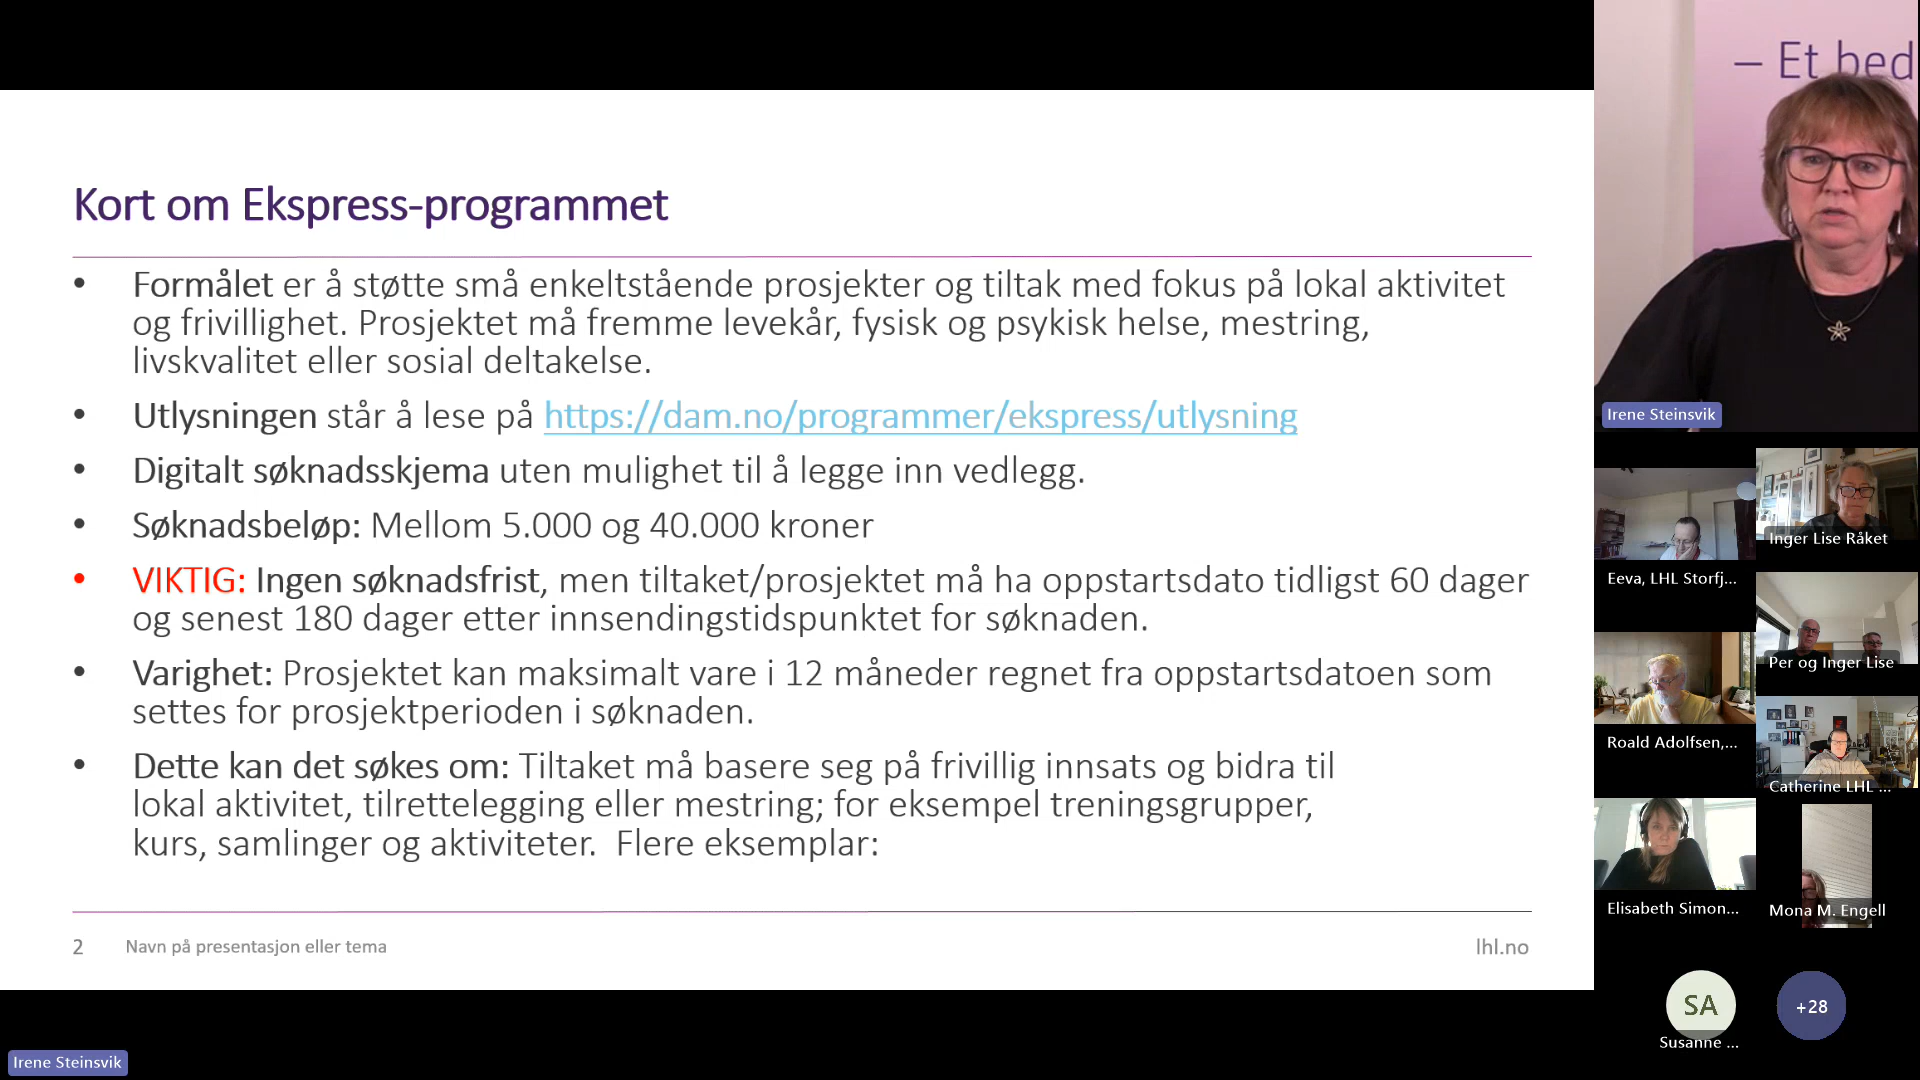 Kort om Ekspress-programmet
• Formålet er å støtte små enkeltstående prosjekter og tiltak med fokus på lokal aktivitet
og frivillighet. Prosjektet må fremme levekår, fysisk og psykisk helse, mestring,
livskvalitet eller sosial deltakelse.
• Utlysningen står å lese på https://dam.no/programmer/ekspress/utlysning
• Digitalt søknadsskjema uten mulighet til å legge inn vedlegg.
• Søknadsbeløp: Mellom 5.000 og 40.000 kroner
• VIKTIG: Ingen søknadsfrist, men tiltaket/prosjektet må ha oppstartsdato tidligst 60 dager
og senest 180 dager etter innsendingstidspunktet for søknaden.
• Varighet: Prosjektet kan maksimalt vare i 12 måneder regnet fra oppstartsdatoen som
settes for prosjektperioden i søknaden.
• Dette kan det søkes om: Tiltaket må basere seg på frivillig innsats og bidra til
lokal aktivitet, tilrettelegging eller mestring; for eksempel treningsgrupper,
kurs, samlinger og aktiviteter.  Flere eksemplar:
2
Navn på presentasjon eller tema
lhl.no
Irene Steinsvik
– Et bed
Irene Steinsvik
Inger Lise Råket
Eeva, LHL Storfj...
Per og Inger Lise
Roald Adolfsen,...
Catherine LHL ...
Elisabeth Simon...
Mona M. Engell
SA
+28
Susanne ...